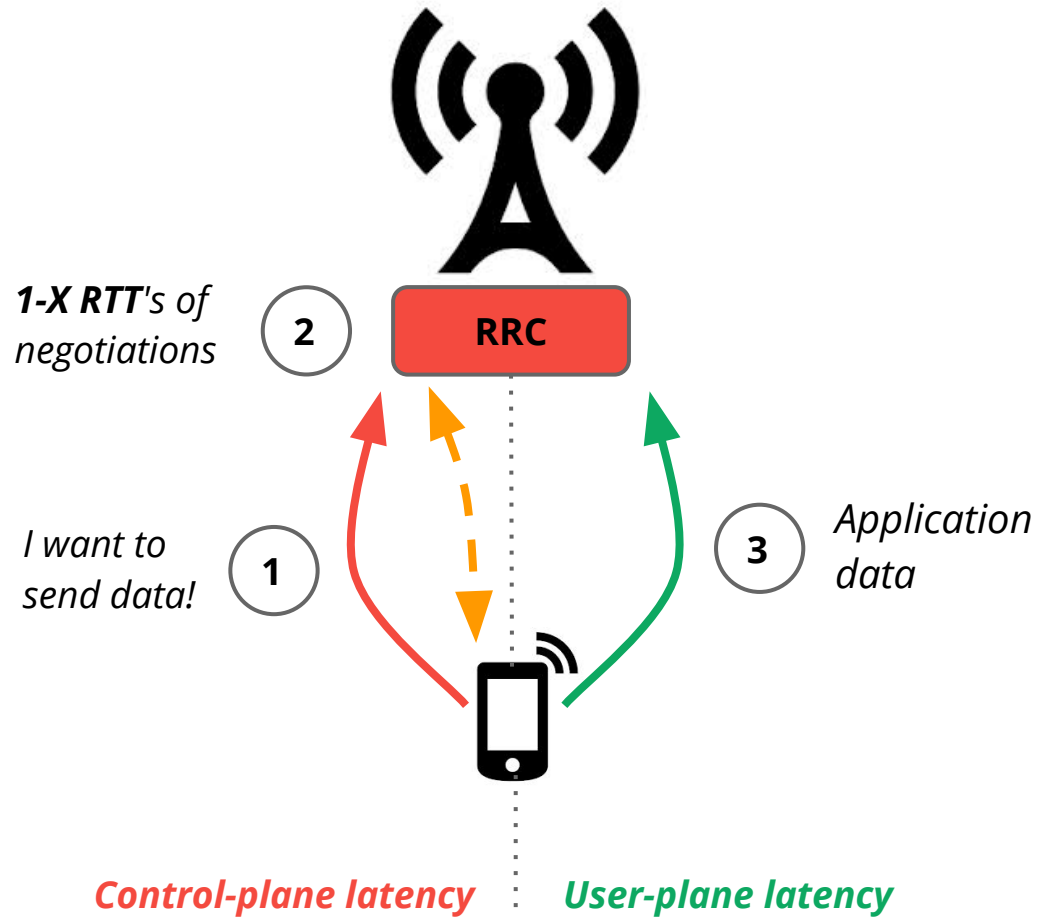 RRC
1-X RTT's of
negotiations
2
I want to
send data!
1
3
Application
data
Control-plane latency
User-plane latency